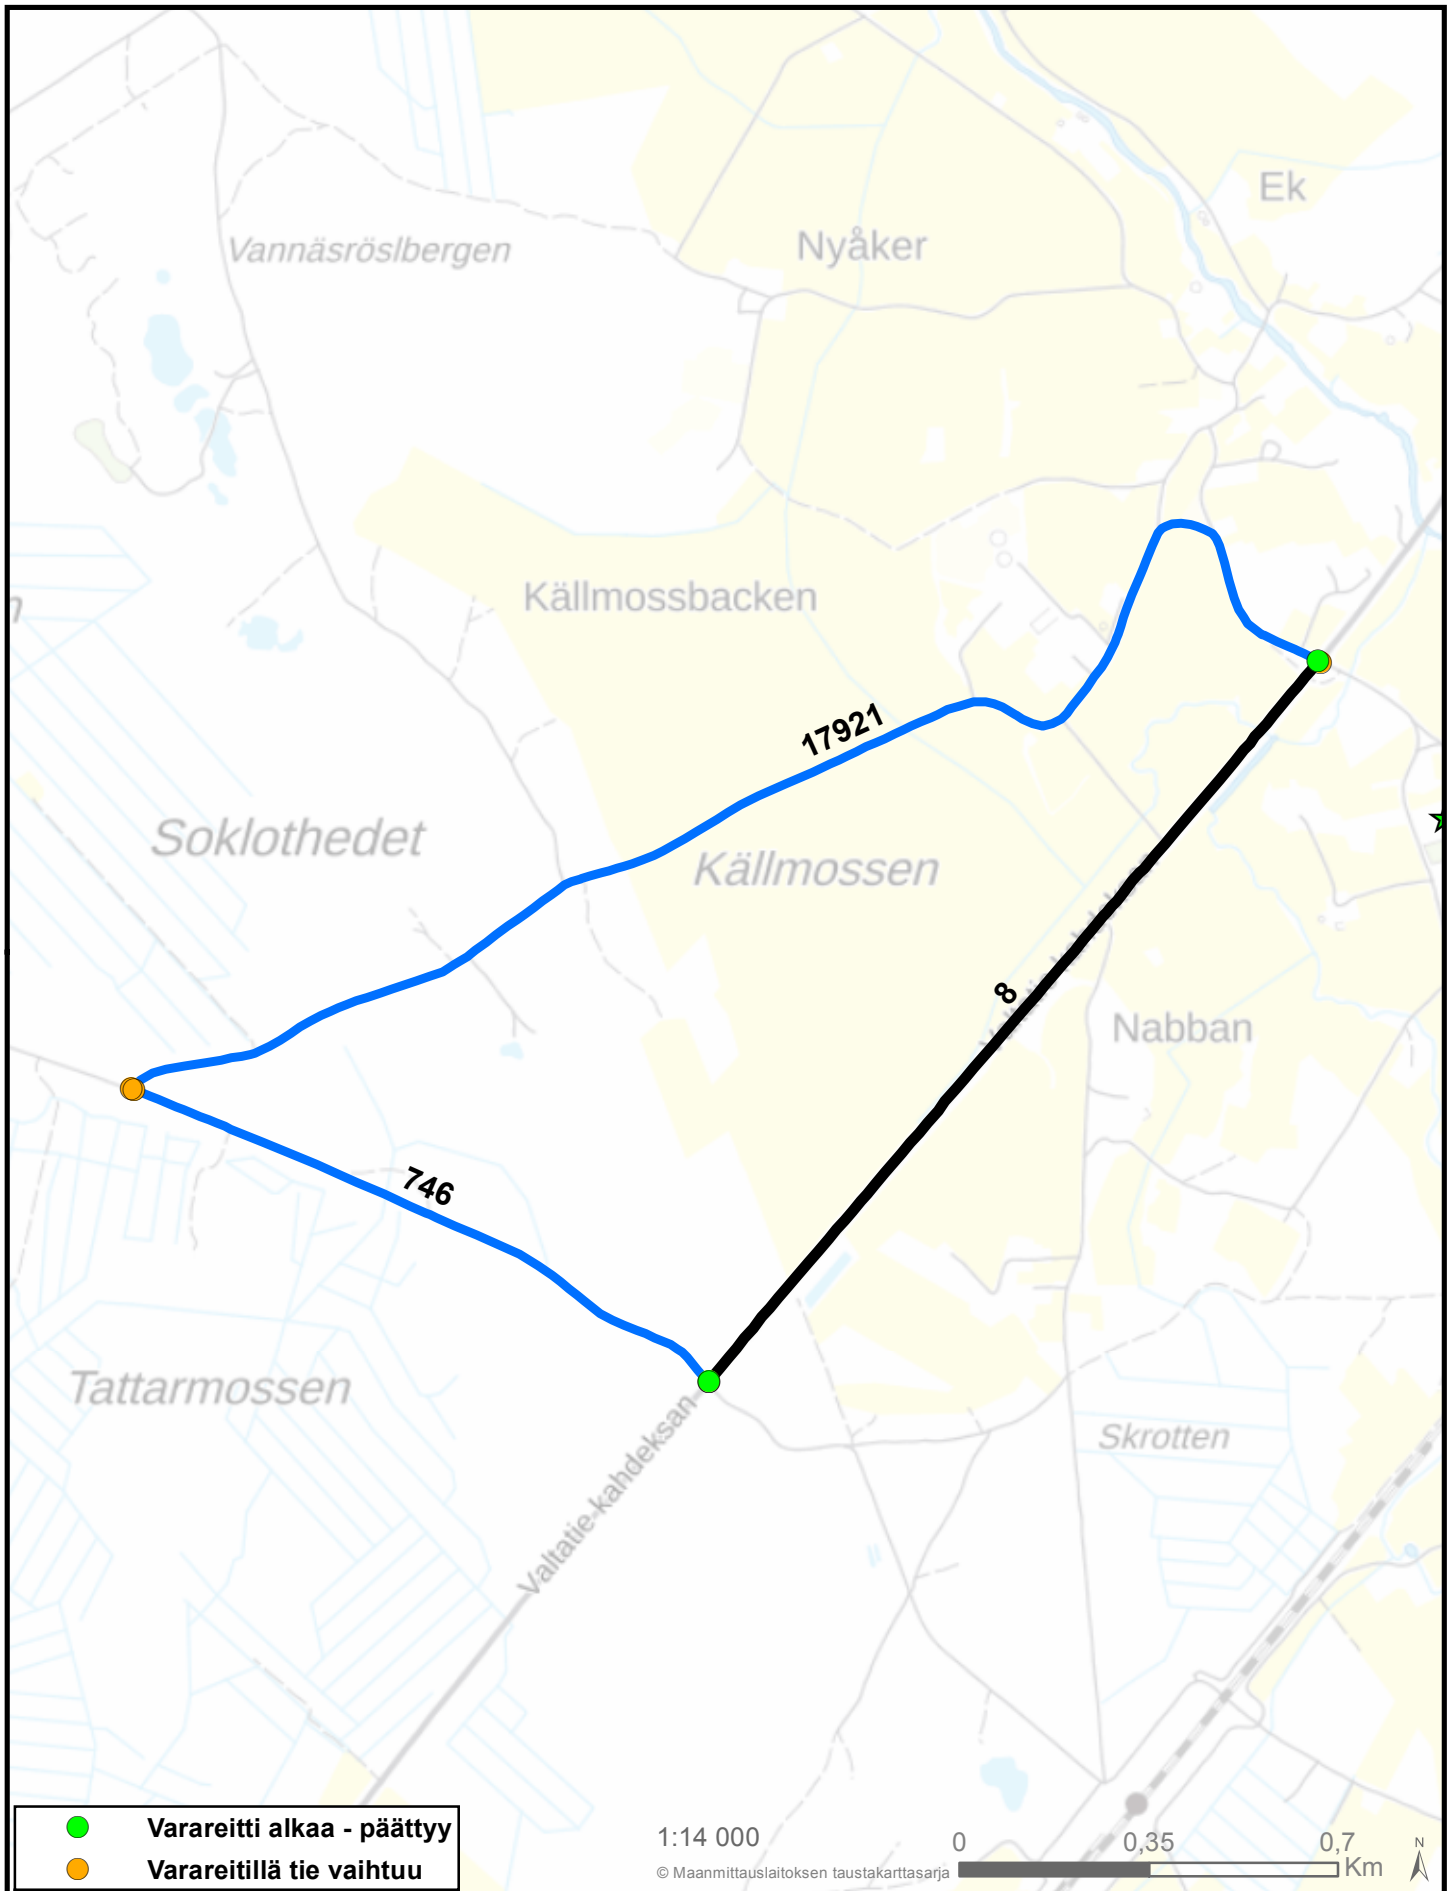 Ek
Nyåker
Vannäsröslbergen
Källmossbacken
17921
Soklothedet
Källmossen
8
Nabban
746
Tattarmossen
Skrotten
Valtatie-kahdeksan
Varareitti alkaa - päättyy
Varareitillä tie vaihtuu
1:14 000
0 0,35 0,7
Km
© Maanmittauslaitoksen taustakarttasarja
N